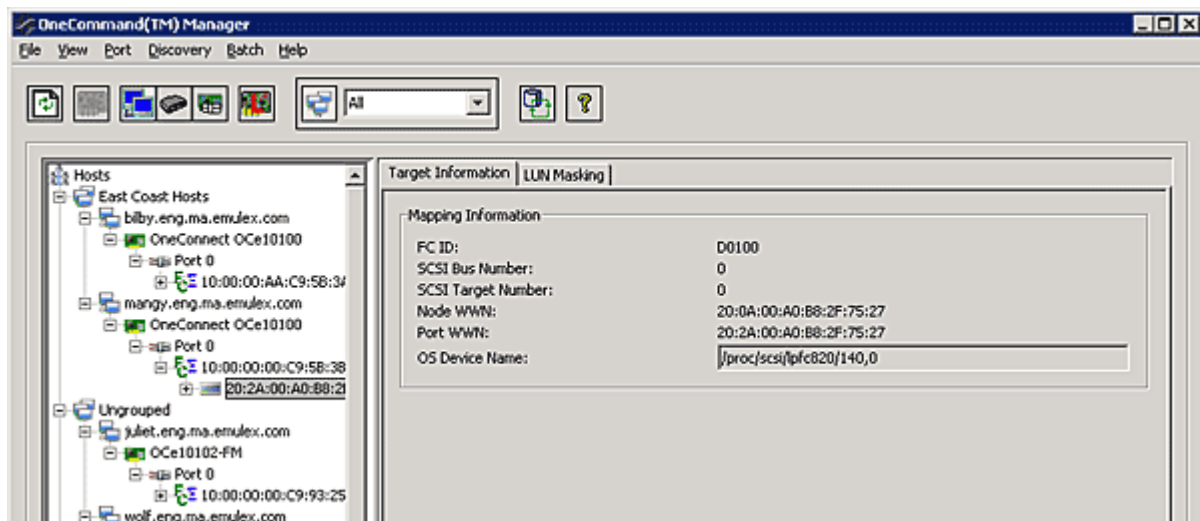 OneCommand(TM) Manager
File View Port Discovery Batch Help
All
Hosts
East Coast Hosts
bilby.eng.ma.emulex.com
OneConnect OCe10100
Port 0
10:00:00:AA:C9:5B:3A
mangy.eng.ma.emulex.com
OneConnect OCe10100
Port 0
10:00:00:00:C9:5B:3B
20:2A:00:A0:B8:2F
Ungrouped
juliet.eng.ma.emulex.com
OCe10102-FM
Port 0
10:00:00:00:C9:93:25
wolf.eng.ma.emulex.com
Target Information LUN Masking
Mapping Information
FC ID: D0100
SCSI Bus Number: 0
SCSI Target Number: 0
Node WWN: 20:0A:00:A0:B8:2F:75:27
Port WWN: 20:2A:00:A0:B8:2F:75:27
OS Device Name: /proc/scsi/lpfc820/140,0